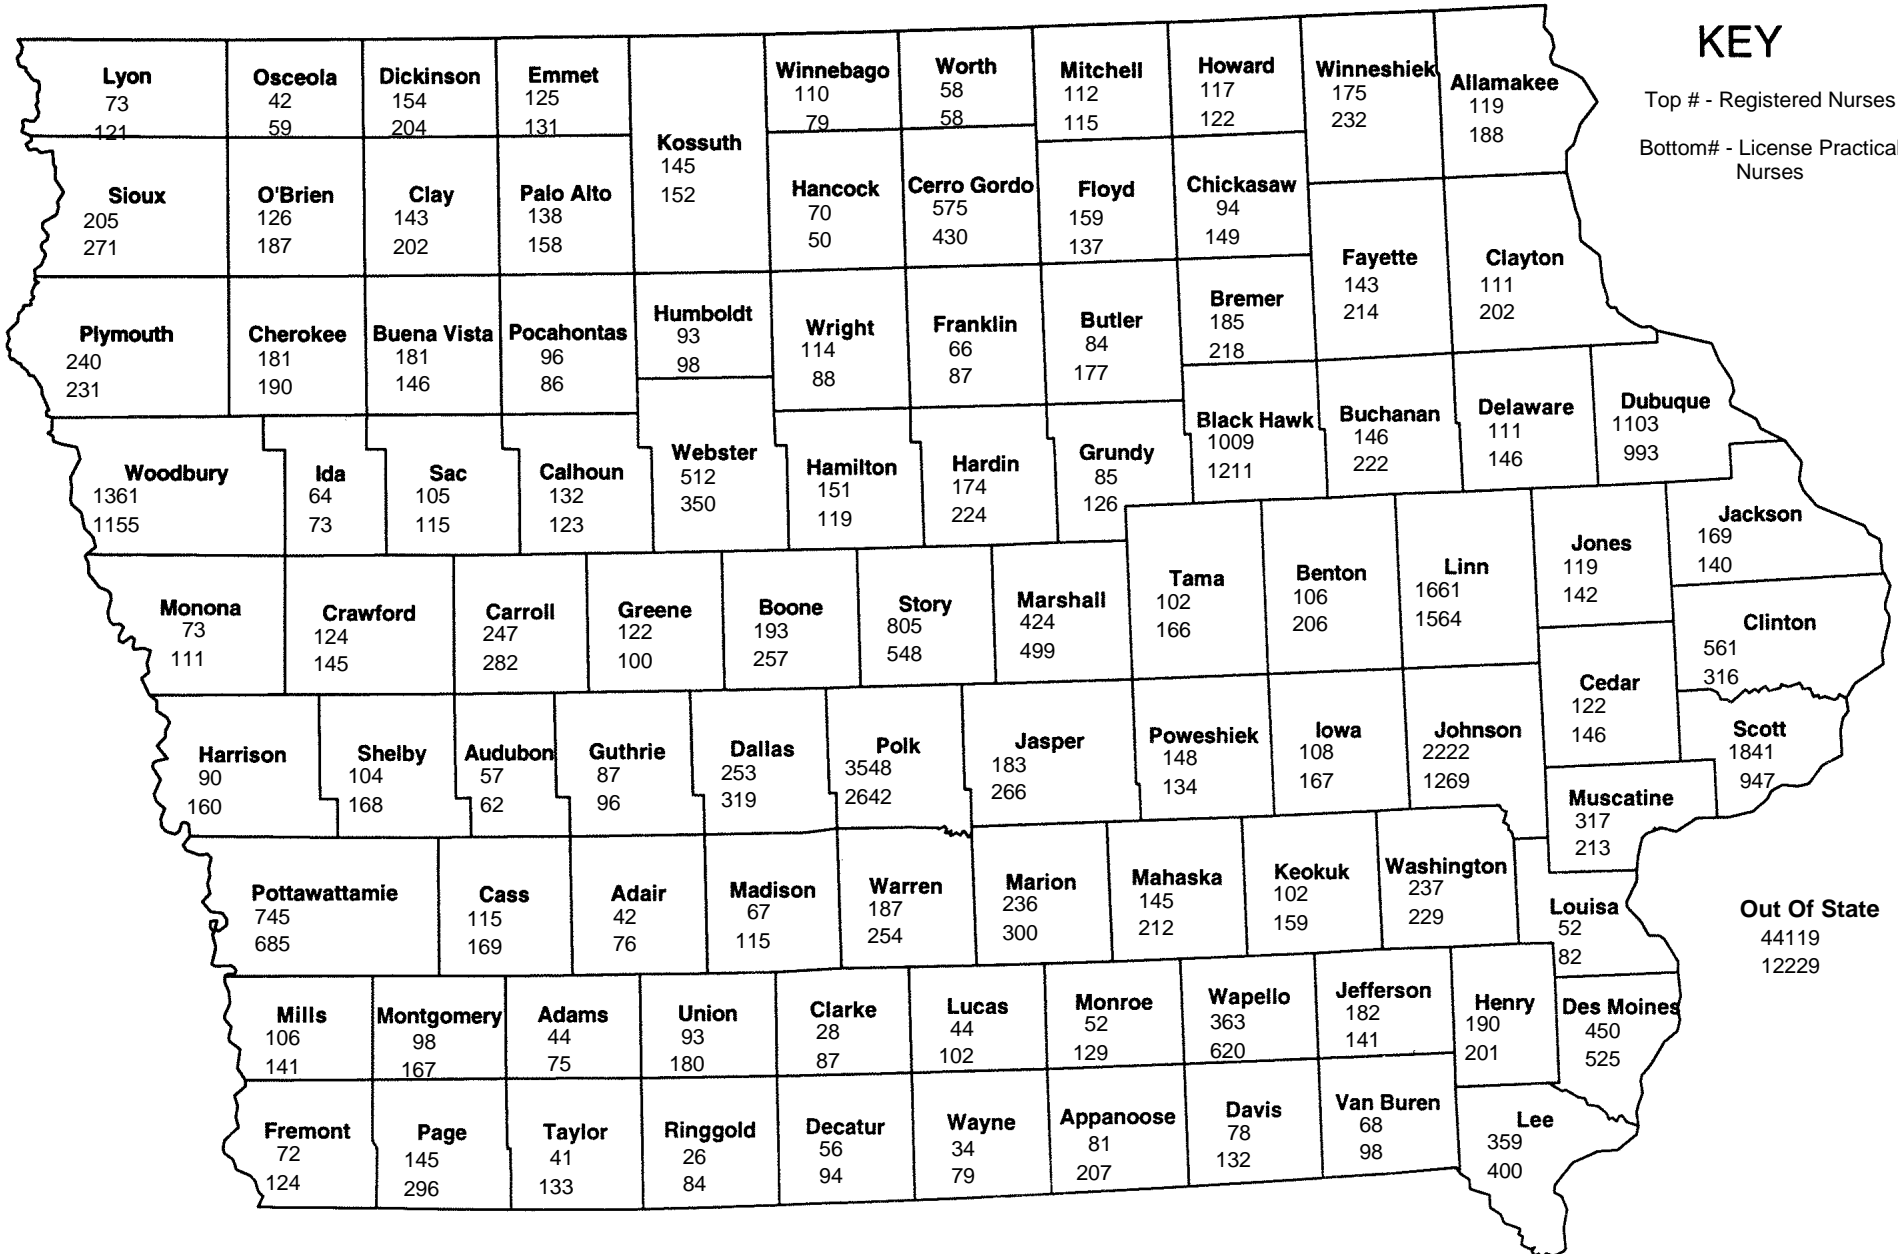 KEY
Top # - Registered Nurses
Bottom# - License Practical
Nurses
Lyon
73
121
Osceola
42
59
Dickinson
154
204
Emmet
125
131
Kossuth
145
152
Winnebago
110
79
Worth
58
58
Mitchell
112
115
Howard
117
122
Winneshiek
175
232
Allamakee
119
188
Sioux
205
271
O'Brien
126
187
Clay
143
202
Palo Alto
138
158
Hancock
70
50
Cerro Gordo
575
430
Floyd
159
137
Chickasaw
94
149
Fayette
143
214
Clayton
111
202
Plymouth
240
231
Cherokee
181
190
Buena Vista
181
146
Pocahontas
96
86
Humboldt
93
98
Wright
114
88
Franklin
66
87
Butler
84
177
Bremer
185
218
Woodbury
1361
1155
Ida
64
73
Sac
105
115
Calhoun
132
123
Webster
512
350
Hamilton
151
119
Hardin
174
224
Grundy
85
126
Black Hawk
1009
1211
Buchanan
146
222
Delaware
111
146
Dubuque
1103
993
Monona
73
111
Crawford
124
145
Carroll
247
282
Greene
122
100
Boone
193
257
Story
805
548
Marshall
424
499
Tama
102
166
Benton
106
206
Linn
1661
1564
Jones
119
142
Jackson
169
140
Clinton
561
316
Harrison
90
160
Shelby
104
168
Audubon
57
62
Guthrie
87
96
Dallas
253
319
Polk
3548
2642
Jasper
183
266
Poweshiek
148
134
Iowa
108
167
Johnson
2222
1269
Cedar
122
146
Scott
1841
947
Muscatine
317
213
Pottawattamie
745
685
Cass
115
169
Adair
42
76
Madison
67
115
Warren
187
254
Marion
236
300
Mahaska
145
212
Keokuk
102
159
Washington
237
229
Louisa
52
82
Out Of State
44119
12229
Mills
106
141
Montgomery
98
167
Adams
44
75
Union
93
180
Clarke
28
87
Lucas
44
102
Monroe
52
129
Wapello
363
620
Jefferson
182
141
Henry
190
201
Des Moines
450
525
Fremont
72
124
Page
145
296
Taylor
41
133
Ringgold
26
84
Decatur
56
94
Wayne
34
79
Appanoose
81
207
Davis
78
132
Van Buren
68
98
Lee
359
400